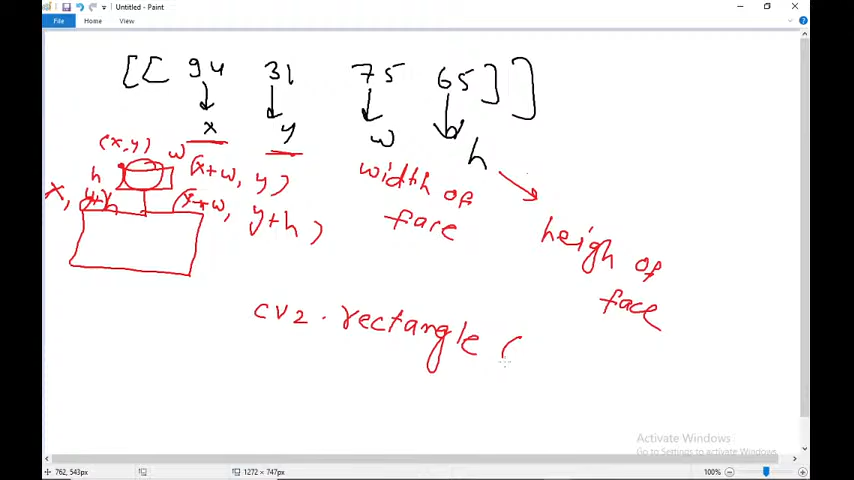 Untitled - Paint
File Home View
[[ 94 31 75 65]]
x y w h
(x,y) w (x+w, y)
h
x, y+h (x+w, y+h)
width of
face
heigh of
face
cv2.rectangle (
Activate Windows
Go to Settings to activate Windows.
762, 543px 1272 × 747px 100%